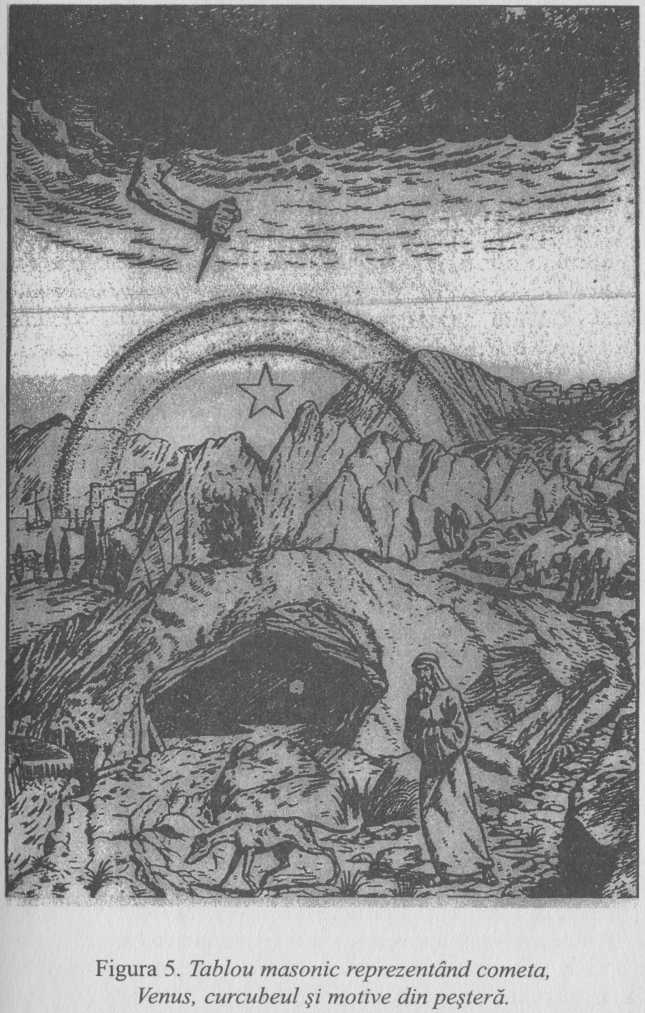 Figura 5. Tablou masonic reprezentând cometa,
Venus, curcubeul şi motive din peşteră.